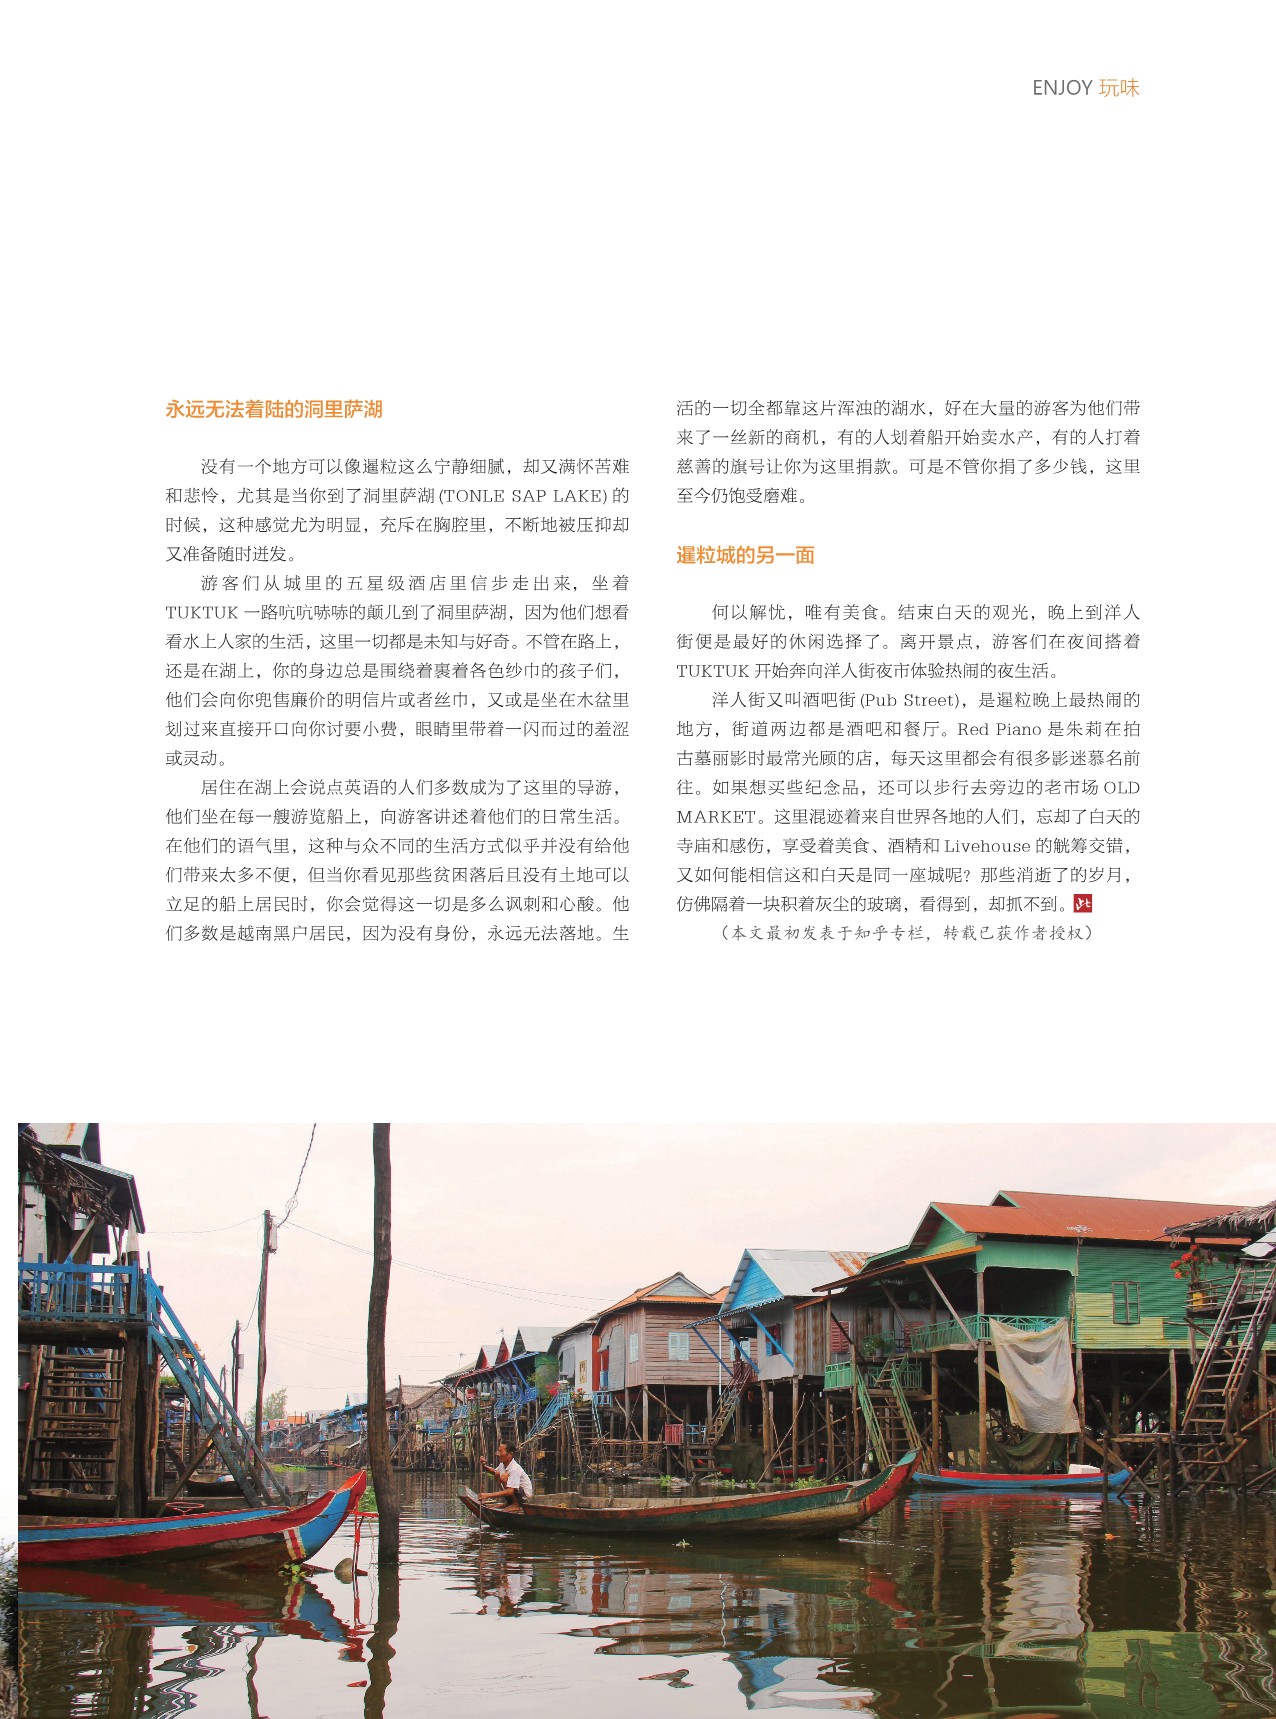 ENJOY 玩味
永远无法着陆的洞里萨湖
没有一个地方可以像暹粒这么宁静细腻，却又满怀苦难
和悲怜，尤其是当你到了洞里萨湖 (TONLE SAP LAKE) 的
时候，这种感觉尤为明显，充斥在胸腔里，不断地被压抑却
又准备随时迸发。
游客们从城里的五星级酒店里信步走出来，坐着
TUKTUK 一路吭吭哧哧的颠儿到了洞里萨湖，因为他们想看
看水上人家的生活，这里一切都是未知与好奇。不管在路上，
还是在湖上，你的身边总是围绕着裹着各色纱巾的孩子们，
他们会向你兜售廉价的明信片或者丝巾，又或是坐在木盆里
划过来直接开口向你讨要小费，眼睛里带着一闪而过的羞涩
或灵动。
居住在湖上会说点英语的人们多数成为了这里的导游，
他们坐在每一艘游览船上，向游客讲述着他们的日常生活。
在他们的语气里，这种与众不同的生活方式似乎并没有给他
们带来太多不便，但当你看见那些贫困落后且没有土地可以
立足的船上居民时，你会觉得这一切是多么讽刺和心酸。他
们多数是越南黑户居民，因为没有身份，永远无法落地。生
活的一切全都靠这片浑浊的湖水，好在大量的游客为他们带
来了一丝新的商机，有的人划着船开始卖水产，有的人打着
慈善的旗号让你为这里捐款。可是不管你捐了多少钱，这里
至今仍饱受磨难。
暹粒城的另一面
何以解忧，唯有美食。结束白天的观光，晚上到洋人
街便是最好的休闲选择了。离开景点，游客们在夜间搭着
TUKTUK 开始奔向洋人街夜市体验热闹的夜生活。
洋人街又叫酒吧街 (Pub Street)，是暹粒晚上最热闹的
地方，街道两边都是酒吧和餐厅。Red Piano 是朱莉在拍
古墓丽影时最常光顾的店，每天这里都会有很多影迷慕名前
往。如果想买些纪念品，还可以步行去旁边的老市场 OLD
MARKET。这里混迹着来自世界各地的人们，忘却了白天的
寺庙和感伤，享受着美食、酒精和 Livehouse 的觥筹交错，
又如何能相信这和白天是同一座城呢？那些消逝了的岁月，
仿佛隔着一块积着灰尘的玻璃，看得到，却抓不到。
（本文最初发表于知乎专栏，转载已获作者授权）